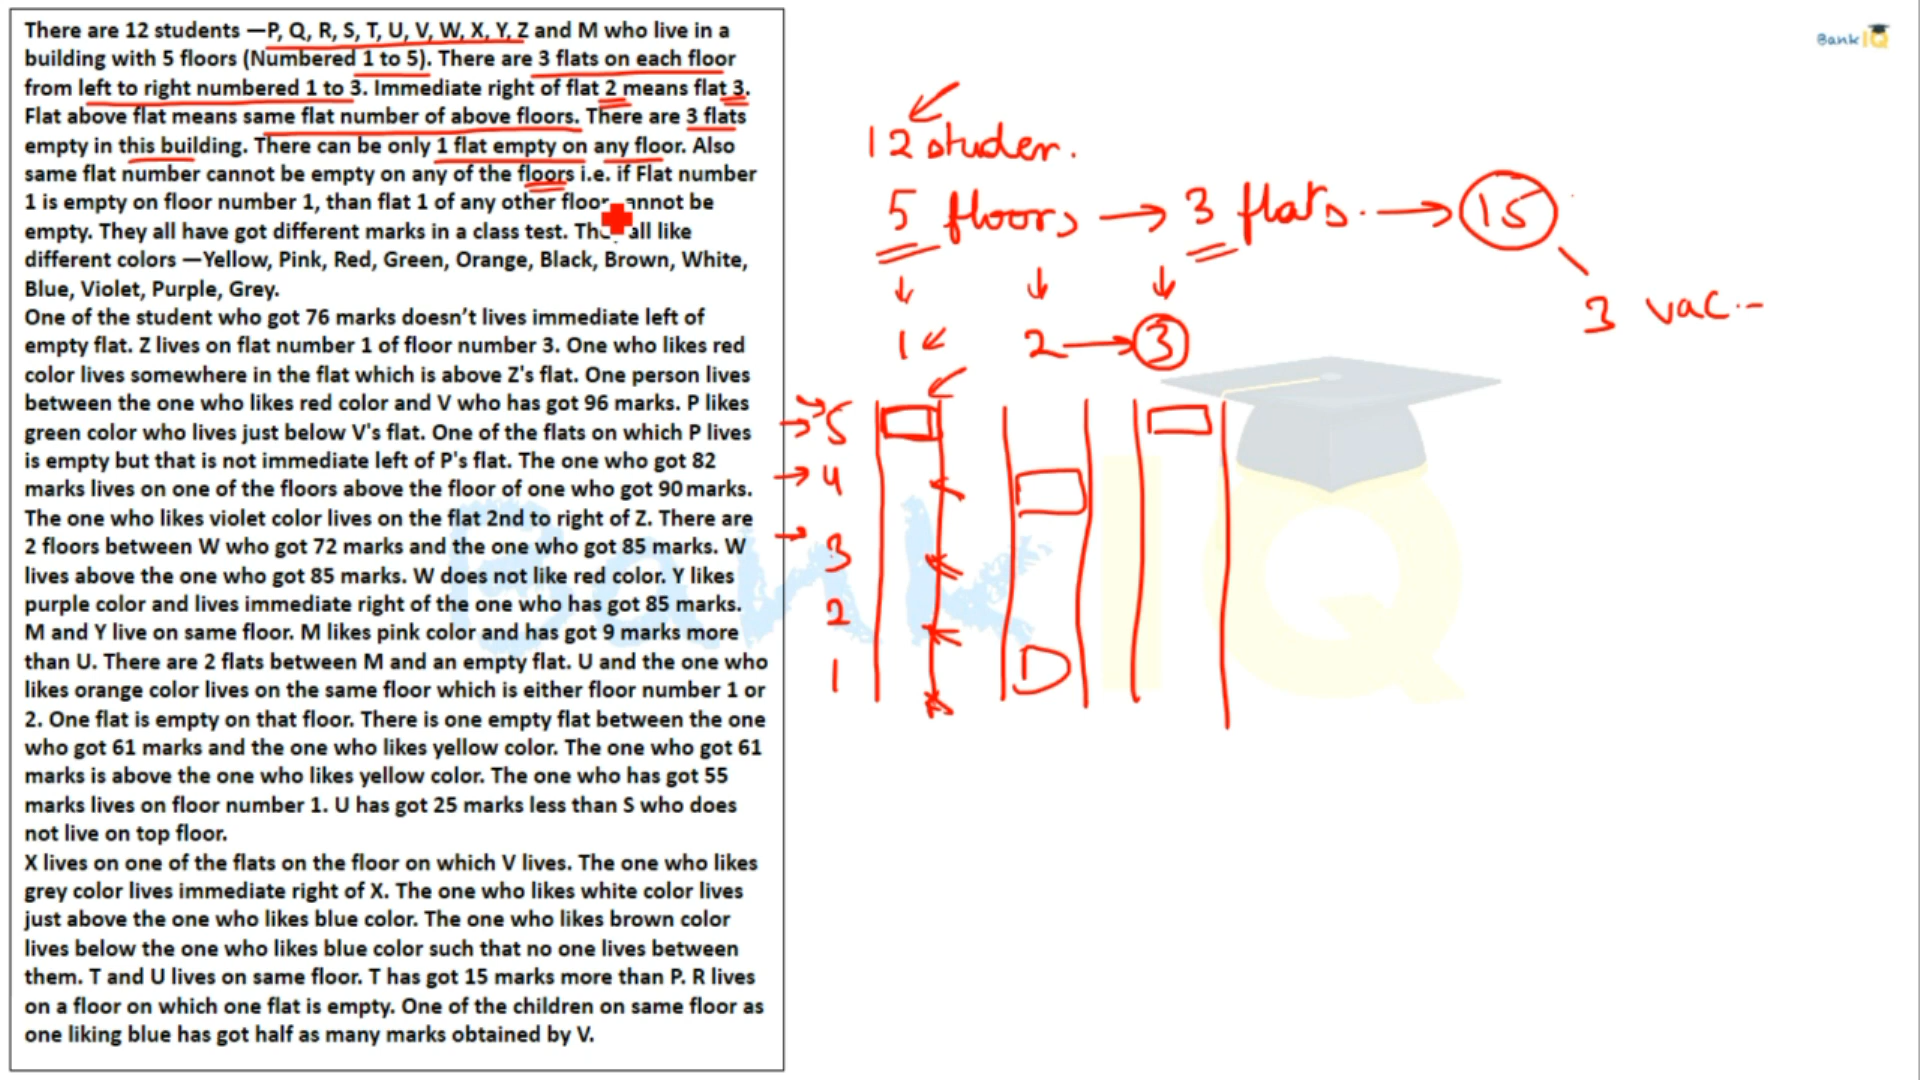 There are 12 students —P, Q, R, S, T, U, V, W, X, Y, Z and M who live in a
building with 5 floors (Numbered 1 to 5). There are 3 flats on each floor
from left to right numbered 1 to 3. Immediate right of flat 2 means flat 3.
Flat above flat means same flat number of above floors. There are 3 flats
empty in this building. There can be only 1 flat empty on any floor. Also
same flat number cannot be empty on any of the floors i.e. if Flat number
1 is empty on floor number 1, than flat 1 of any other be
empty. They all have got different marks in a class test. all like
different colors —Yellow, Pink, Red, Green, Orange, Black, Brown, White,
Blue, Violet, Purple, Grey.
One of the student who got 76 marks doesn’t lives immediate left of
empty flat. Z lives on flat number 1 of floor number 3. One who likes red
color lives somewhere in the flat which is above Z's flat. One person lives
between the one who likes red color and V who has got 96 marks. P likes
green color who lives just below V's flat. One of the flats on which P lives
is empty but that is not immediate left of P's flat. The one who got 82
marks lives on one of the floors above the floor of one who got 90 marks.
The one who likes violet color lives on the flat 2nd to right of Z. There are
2 floors between W who got 72 marks and the one who got 85 marks. W
lives above the one who got 85 marks. W does not like red color. Y likes
purple color and lives immediate right of the one who has got 85 marks.
M and Y live on same floor. M likes pink color and has got 9 marks more
than U. There are 2 flats between M and an empty flat. U and the one who
likes orange color lives on the same floor which is either floor number 1 or
2. One flat is empty on that floor. There is one empty flat between the one
who got 61 marks and the one who likes yellow color. The one who got 61
marks is above the one who likes yellow color. The one who has got 55
marks lives on floor number 1. U has got 25 marks less than S who does
not live on top floor.
X lives on one of the flats on the floor on which V lives. The one who likes
grey color lives immediate right of X. The one who likes white color lives
just above the one who likes blue color. The one who likes brown color
lives below the one who likes blue color such that no one lives between
them. T and U lives on same floor. T has got 15 marks more than P. R lives
on a floor on which one flat is empty. One of the children on same floor as
one liking blue has got half as many marks obtained by V.
Bank IQ
12 studen.
5 floors → 3 flats. → 15
3 vac.-
1 2 → 3
5
4
3
2
1
BankIQ